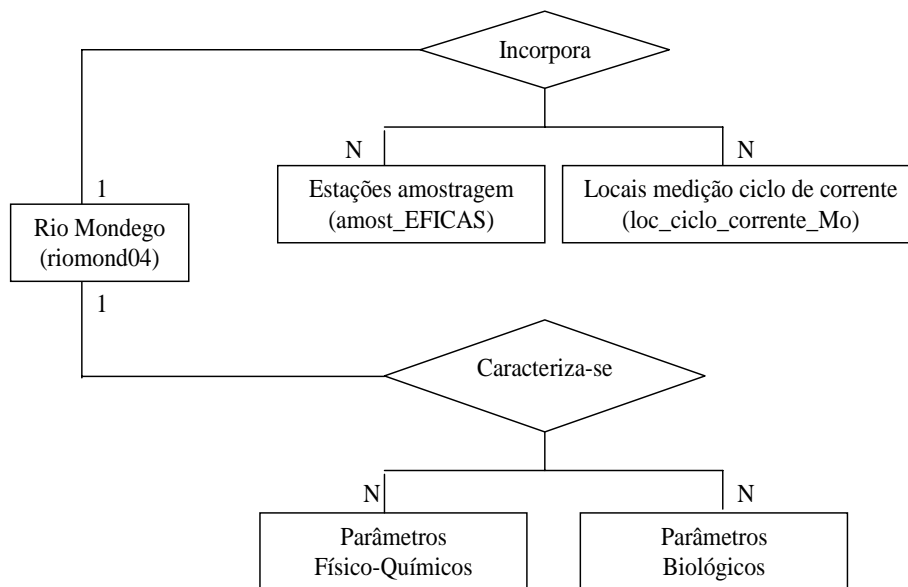 Incorpora
N
N
Estações amostragem
(amost_EFICAS)
Locais medição ciclo de corrente
(loc_ciclo_corrente_Mo)
1
Rio Mondego
(riomond04)
1
Caracteriza-se
N
N
Parâmetros
Físico-Químicos
Parâmetros
Biológicos